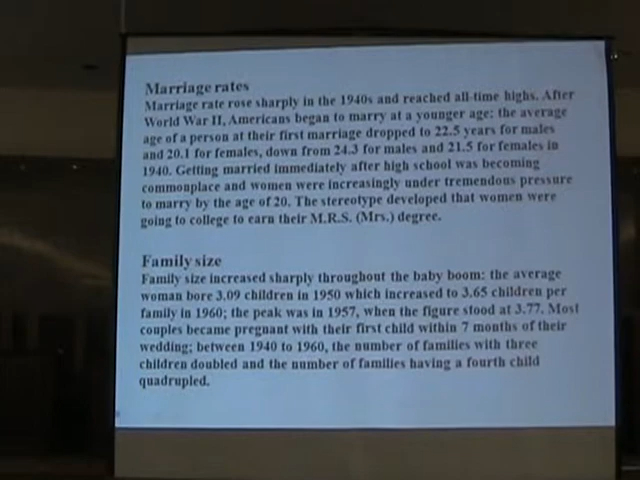 Marriage rates
Marriage rate rose sharply in the 1940s and reached all-time highs. After
World War II, Americans began to marry at a younger age: the average
age of a person at their first marriage dropped to 22.5 years for males
and 20.1 for females, down from 24.3 for males and 21.5 for females in
1940. Getting married immediately after high school was becoming
commonplace and women were increasingly under tremendous pressure
to marry by the age of 20. The stereotype developed that women were
going to college to earn their M.R.S. (Mrs.) degree.
Family size
Family size increased sharply throughout the baby boom: the average
woman bore 3.09 children in 1950 which increased to 3.65 children per
family in 1960; the peak was in 1957, when the figure stood at 3.77. Most
couples became pregnant with their first child within 7 months of their
wedding; between 1940 to 1960, the number of families with three
children doubled and the number of families having a fourth child
quadrupled.